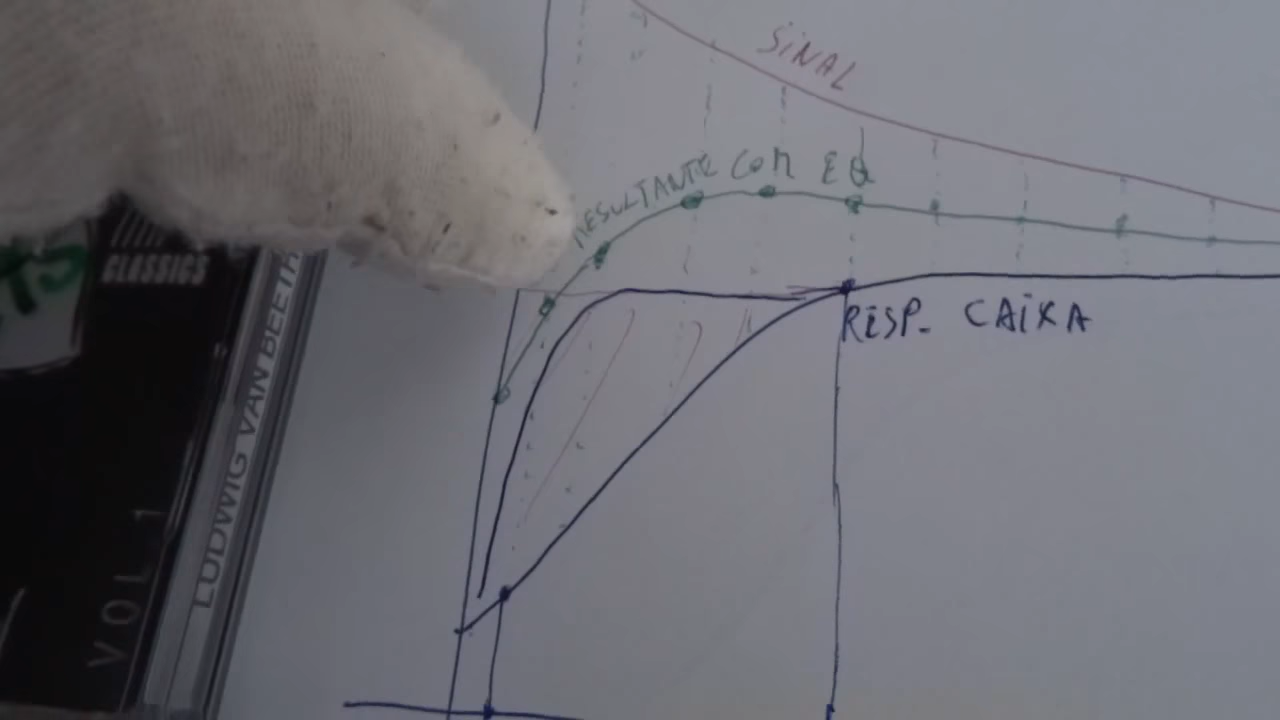 SINAL
RESULTANTE COM EQ
RESP. CAIXA
CLASSICS
LUDWIG VAN BEETH
VOL 1